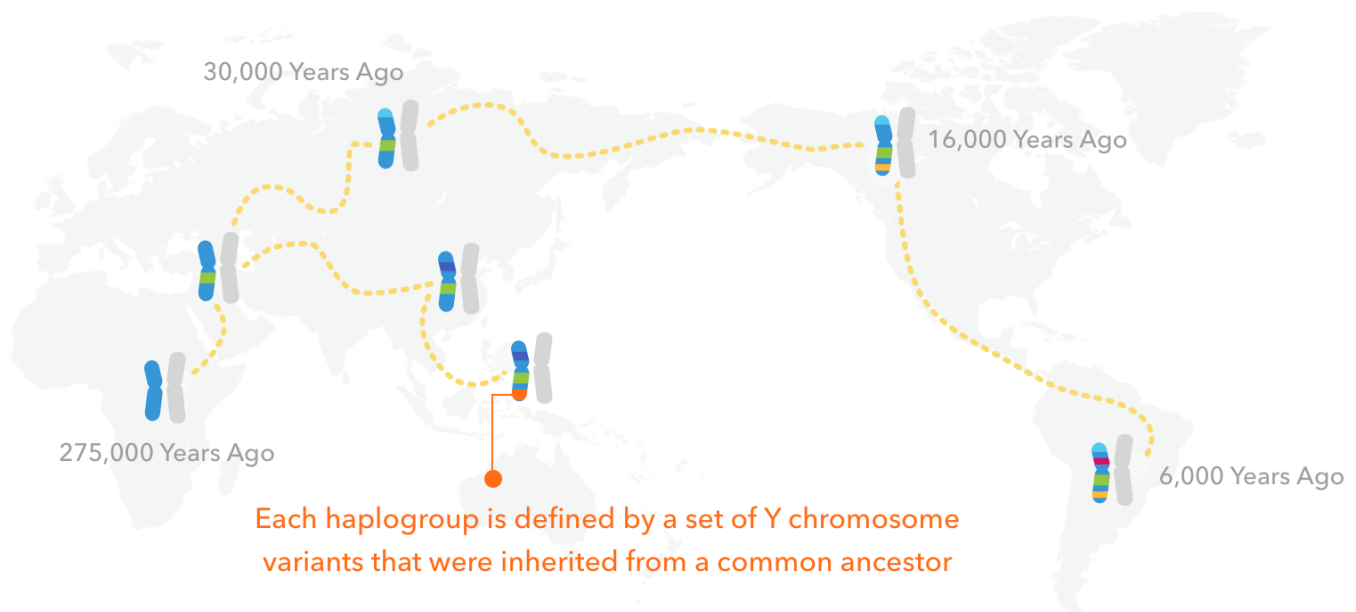 30,000 Years Ago
16,000 Years Ago
275,000 Years Ago
6,000 Years Ago
Each haplogroup is defined by a set of Y chromosome
variants that were inherited from a common ancestor